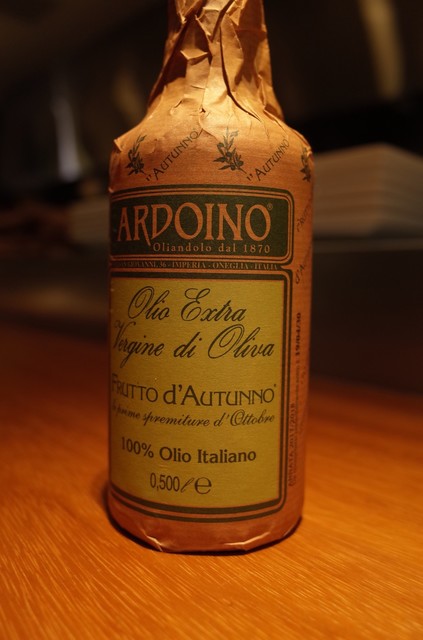 "AUTUNNO
"AUTUNNO
ARDOINO®
Oliandolo dal 1870
IMPERIA - ONEGLIA - ITALIA
Olio Extra
Vergine di Oliva
FRUTTO d'AUTUNNO®
prime spremiture d'Ottobre
100% Olio Italiano
0,500 l e